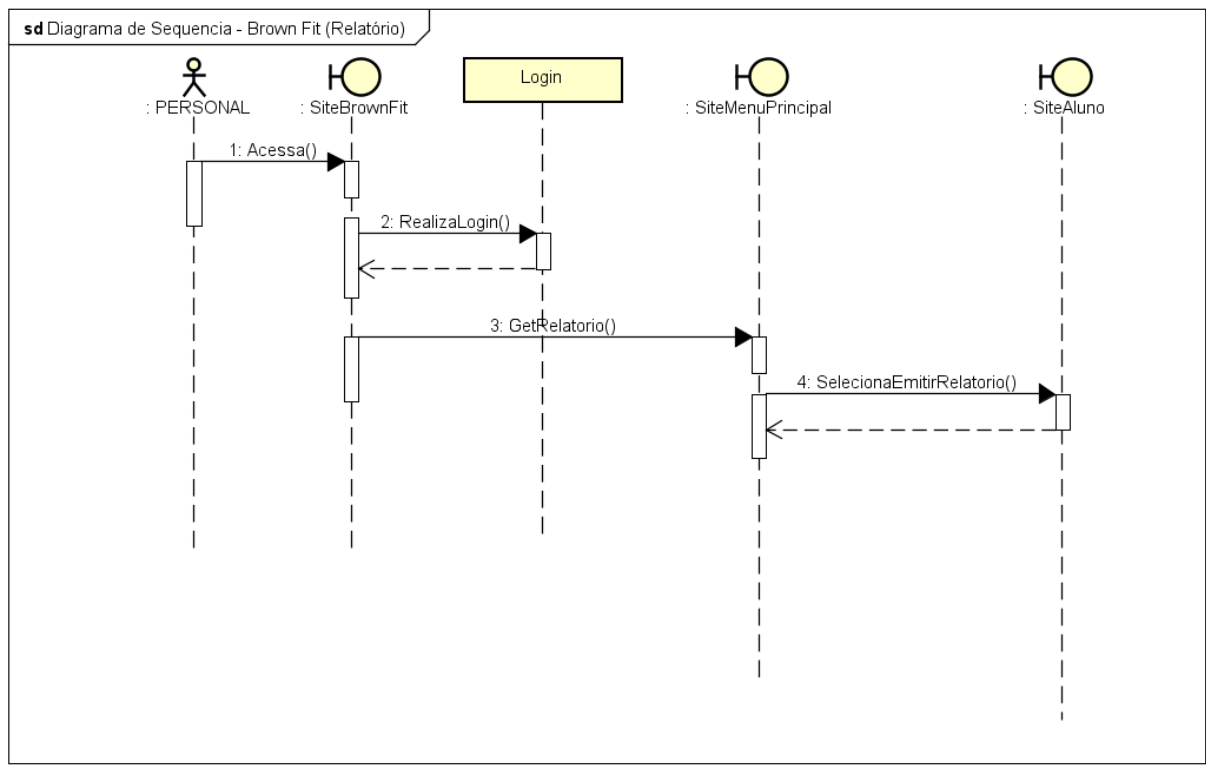 sd Diagrama de Sequencia - Brown Fit (Relatório)
: PERSONAL
: SiteBrownFit
Login
: SiteMenuPrincipal
: SiteAluno
1: Acessa()
2: RealizaLogin()
3: GetRelatorio()
4: SelecionaEmitirRelatorio()